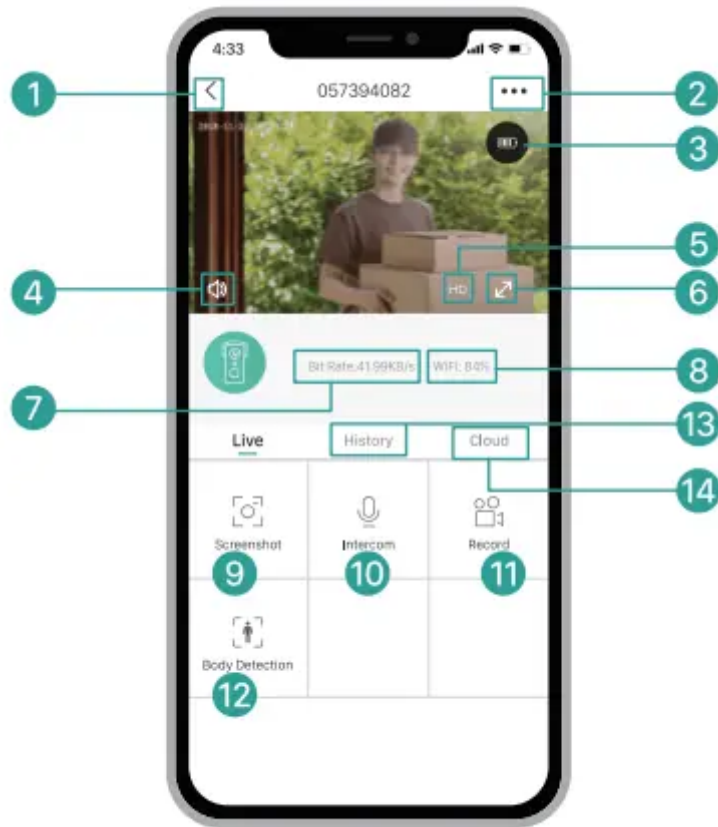 4:33
1
057394082
2
3
5
4
HD
6
Bit Rate:41.99KB/s
WIFI: 84%
8
7
13
Live
History
Cloud
14
Screenshot
Intercom
Record
9
10
11
Body Detection
12